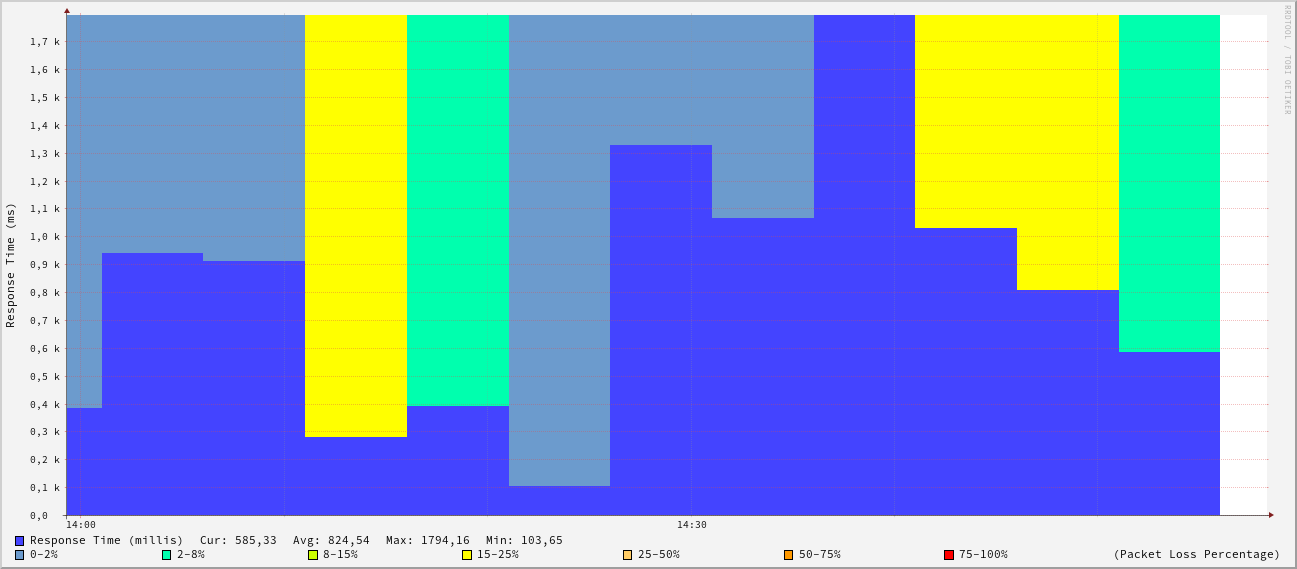 RRDTOOL / TOBI OETIKER
Response Time (ms)
1,7 k
1,6 k
1,5 k
1,4 k
1,3 k
1,2 k
1,1 k
1,0 k
0,9 k
0,8 k
0,7 k
0,6 k
0,5 k
0,4 k
0,3 k
0,2 k
0,1 k
0,0
14:00 14:30
Response Time (millis) Cur: 585,33 Avg: 824,54 Max: 1794,16 Min: 103,65
0-2% 2-8% 8-15% 15-25% 25-50% 50-75% 75-100% (Packet Loss Percentage)